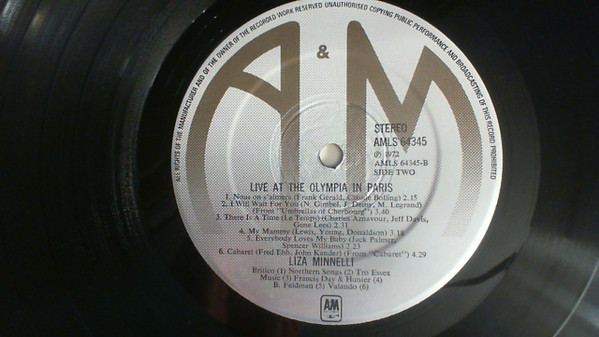 ALL RIGHTS OF THE MANUFACTURER AND OF THE OWNER OF THE RECORDED WORK RESERVED UNAUTHORISED COPYING PUBLIC PERFORMANCE AND BROADCASTING OF THIS RECORD PROHIBITED
A & M
STEREO
AMLS 64345
℗ 1972
AMLS 64345-B
SIDE TWO
LIVE AT THE OLYMPIA IN PARIS
1. Nous on s'aimera (Frank Gerald, Claude Bolling) 2.15
2. I Will Wait For You (N. Gimbel, J. Demy, M. Legrand)
(From "Umbrellas of Cherbourg") 3.40
3. There Is A Time (Le Temps) (Charles Aznavour, Jeff Davis,
Gene Lees) 2.31
4. My Mammy (Lewis, Young, Donaldson) 3.18
5. Everybody Loves My Baby (Jack Palmer,
Spencer Williams) 2.23
6. Cabaret (Fred Ebb, John Kander) (From "Cabaret") 4.29
LIZA MINNELLI
Britico (1) Northern Songs (2) Tro Essex
Music (3) Francis Day & Hunter (4)
B. Feldman (5) Valando (6)
A&M